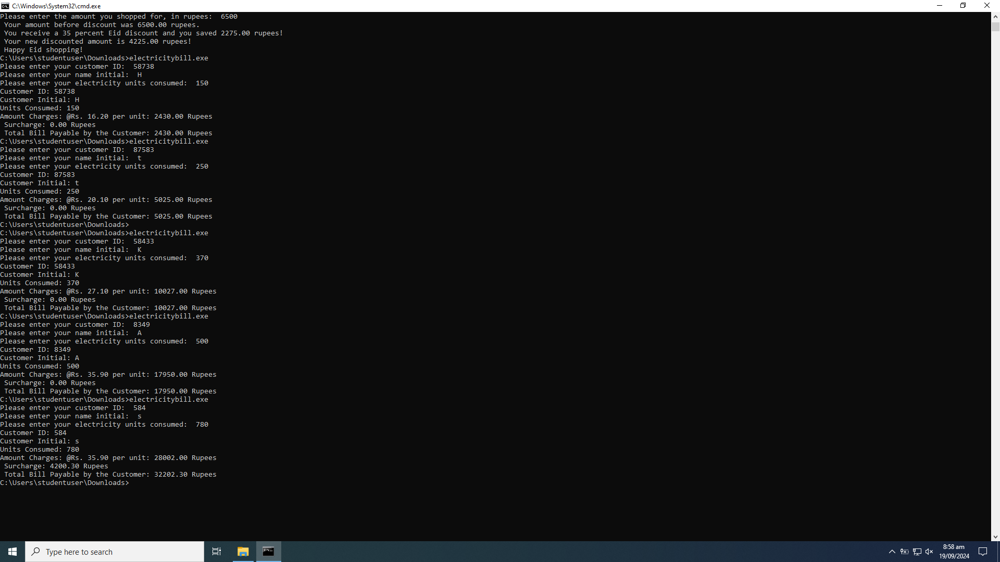 C:\Windows\System32\cmd.exe
Please enter the amount you shopped for, in rupees:  6500
 Your amount before discount was 6500.00 rupees.
 You receive a 35 percent Eid discount and you saved 2275.00 rupees!
 Your new discounted amount is 4225.00 rupees!
 Happy Eid shopping!
C:\Users\studentuser\Downloads>electricitybill.exe
Please enter your customer ID:  58738
Please enter your name initial:  H
Please enter your electricity units consumed:  150
Customer ID: 58738
Customer Initial: H
Units Consumed: 150
Amount Charges: @Rs. 16.20 per unit: 2430.00 Rupees
 Surcharge: 0.00 Rupees
 Total Bill Payable by the Customer: 2430.00 Rupees
C:\Users\studentuser\Downloads>electricitybill.exe
Please enter your customer ID:  87583
Please enter your name initial:  t
Please enter your electricity units consumed:  250
Customer ID: 87583
Customer Initial: t
Units Consumed: 250
Amount Charges: @Rs. 20.10 per unit: 5025.00 Rupees
 Surcharge: 0.00 Rupees
 Total Bill Payable by the Customer: 5025.00 Rupees
C:\Users\studentuser\Downloads>
C:\Users\studentuser\Downloads>electricitybill.exe
Please enter your customer ID:  58433
Please enter your name initial:  K
Please enter your electricity units consumed:  370
Customer ID: 58433
Customer Initial: K
Units Consumed: 370
Amount Charges: @Rs. 27.10 per unit: 10027.00 Rupees
 Surcharge: 0.00 Rupees
 Total Bill Payable by the Customer: 10027.00 Rupees
C:\Users\studentuser\Downloads>electricitybill.exe
Please enter your customer ID:  8349
Please enter your name initial:  A
Please enter your electricity units consumed:  500
Customer ID: 8349
Customer Initial: A
Units Consumed: 500
Amount Charges: @Rs. 35.90 per unit: 17950.00 Rupees
 Surcharge: 0.00 Rupees
 Total Bill Payable by the Customer: 17950.00 Rupees
C:\Users\studentuser\Downloads>electricitybill.exe
Please enter your customer ID:  584
Please enter your name initial:  s
Please enter your electricity units consumed:  780
Customer ID: 584
Customer Initial: s
Units Consumed: 780
Amount Charges: @Rs. 35.90 per unit: 28002.00 Rupees
 Surcharge: 4200.30 Rupees
 Total Bill Payable by the Customer: 32202.30 Rupees
C:\Users\studentuser\Downloads>
Type here to search
8:58 am
19/09/2024